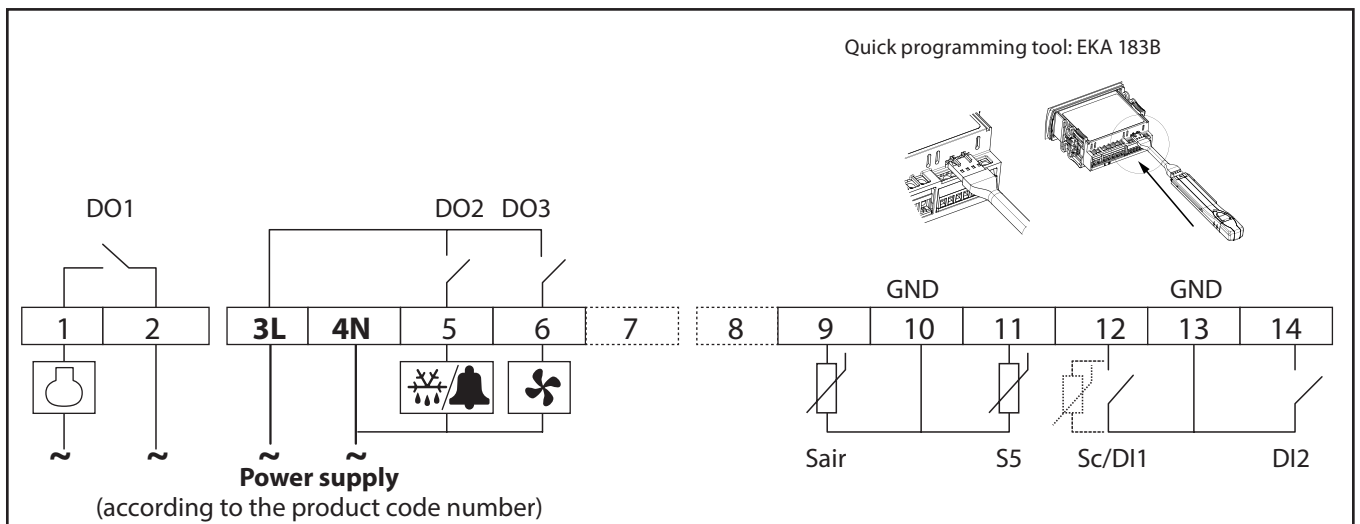 Quick programming tool: EKA 183B
DO1
DO2 DO3
GND GND
1 2 3L 4N 5 6 7 8 9 10 11 12 13 14
~ ~ ~ ~
Sair S5 Sc/DI1 DI2
Power supply
(according to the product code number)